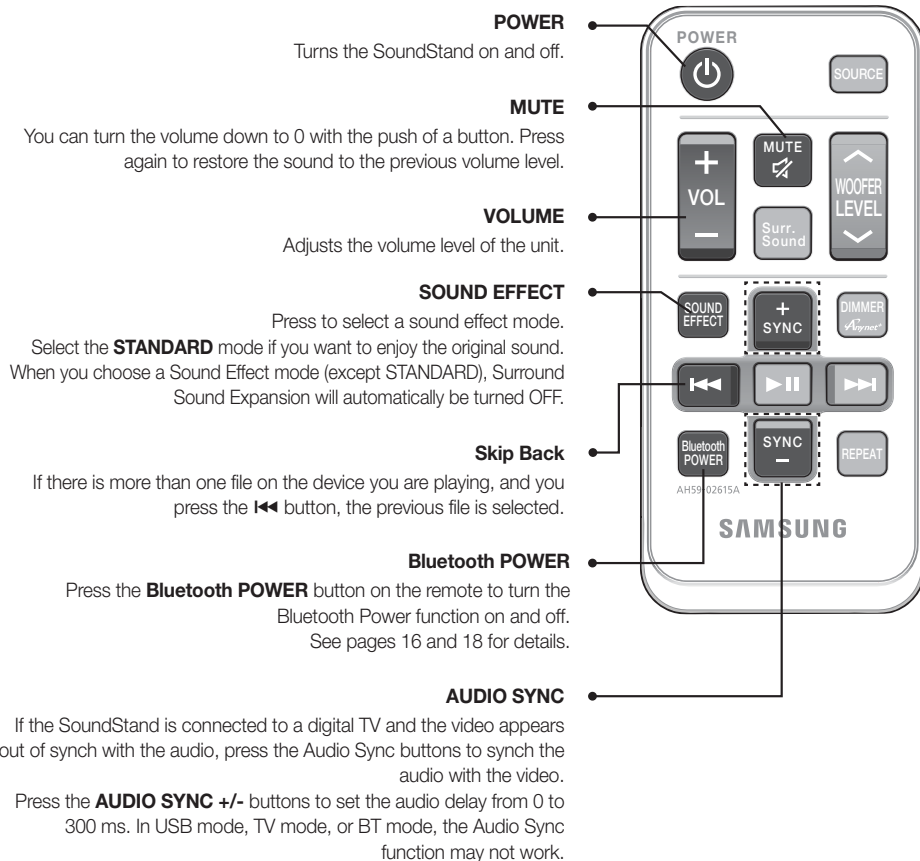 POWER
Turns the SoundStand on and off.
MUTE
You can turn the volume down to 0 with the push of a button. Press
again to restore the sound to the previous volume level.
VOLUME
Adjusts the volume level of the unit.
SOUND EFFECT
Press to select a sound effect mode.
Select the STANDARD mode if you want to enjoy the original sound.
When you choose a Sound Effect mode (except STANDARD), Surround
Sound Expansion will automatically be turned OFF.
Skip Back
If there is more than one file on the device you are playing, and you
press the ⏮ button, the previous file is selected.
Bluetooth POWER
Press the Bluetooth POWER button on the remote to turn the
Bluetooth Power function on and off.
See pages 16 and 18 for details.
AUDIO SYNC
If the SoundStand is connected to a digital TV and the video appears
out of synch with the audio, press the Audio Sync buttons to synch the
audio with the video.
Press the AUDIO SYNC +/- buttons to set the audio delay from 0 to
300 ms. In USB mode, TV mode, or BT mode, the Audio Sync
function may not work.
POWER
SOURCE
+
VOL
−
MUTE
Surr.
Sound
WOOFER
LEVEL
SOUND
EFFECT
+
SYNC
DIMMER
Anynet+
Bluetooth
POWER
SYNC
−
REPEAT
AH59-02615A
SAMSUNG